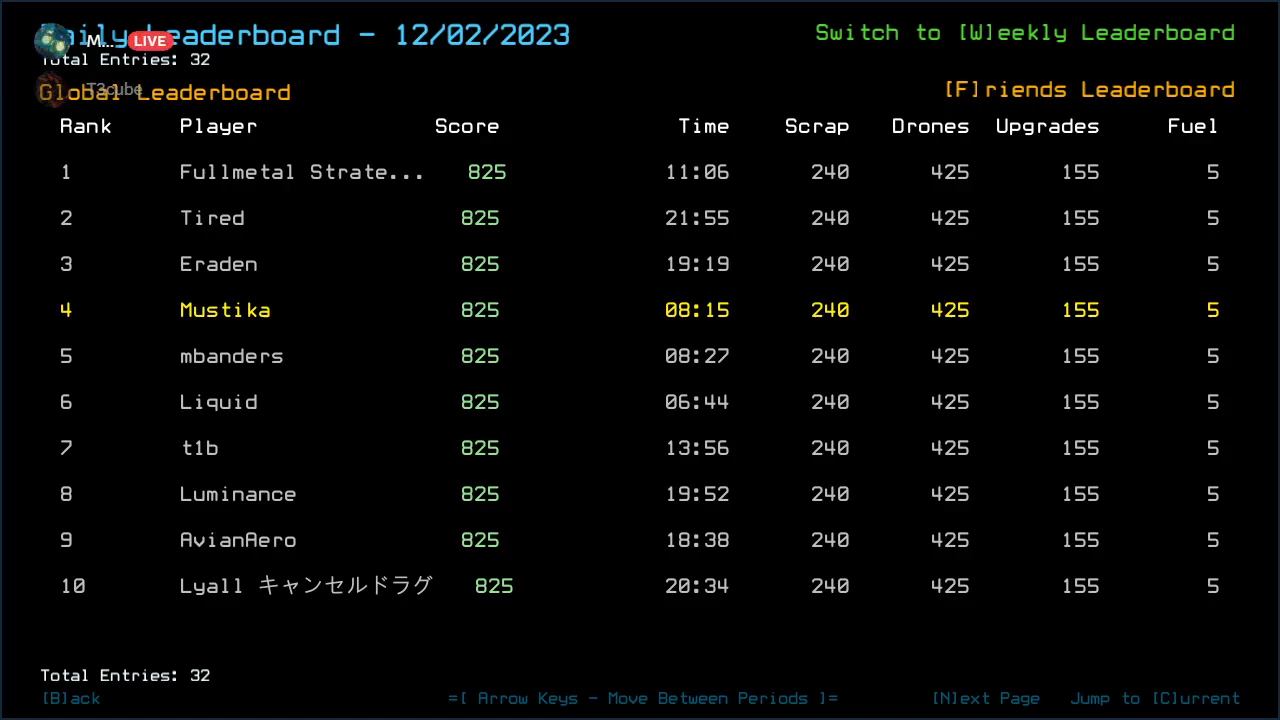 Daily Leaderboard - 12/02/2023
Switch to [W]eekly Leaderboard
M... LIVE
Total Entries: 32
T3cube
Global Leaderboard
[F]riends Leaderboard
Rank Player Score Time Scrap Drones Upgrades Fuel
1 Fullmetal Strate... 825 11:06 240 425 155 5
2 Tired 825 21:55 240 425 155 5
3 Eraden 825 19:19 240 425 155 5
4 Mustika 825 08:15 240 425 155 5
5 mbanders 825 08:27 240 425 155 5
6 Liquid 825 06:44 240 425 155 5
7 t1b 825 13:56 240 425 155 5
8 Luminance 825 19:52 240 425 155 5
9 AvianAero 825 18:38 240 425 155 5
10 Lyall キャンセルドラグ 825 20:34 240 425 155 5
Total Entries: 32
[B]ack =[ Arrow Keys - Move Between Periods ]= [N]ext Page Jump to [C]urrent